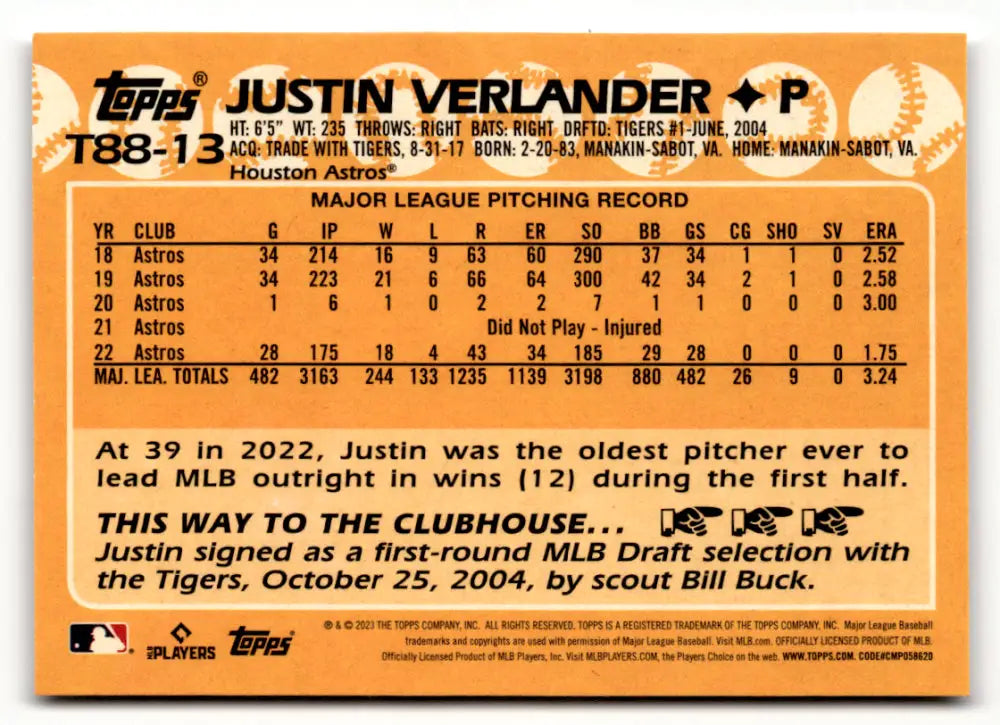 Topps® JUSTIN VERLANDER ✦ P
T88-13 HT: 6'5" WT: 235 THROWS: RIGHT BATS: RIGHT DRFTD: TIGERS #1-JUNE, 2004
ACQ: TRADE WITH TIGERS, 8-31-17 BORN: 2-20-83, MANAKIN-SABOT, VA. HOME: MANAKIN-SABOT, VA.
Houston Astros®
MAJOR LEAGUE PITCHING RECORD
YR CLUB G IP W L R ER SO BB GS CG SHO SV ERA
18 Astros 34 214 16 9 63 60 290 37 34 1 1 0 2.52
19 Astros 34 223 21 6 66 64 300 42 34 2 1 0 2.58
20 Astros 1 6 1 0 2 2 7 1 1 0 0 0 3.00
21 Astros Did Not Play - Injured
22 Astros 28 175 18 4 43 34 185 29 28 0 0 0 1.75
MAJ. LEA. TOTALS 482 3163 244 133 1235 1139 3198 880 482 26 9 0 3.24
At 39 in 2022, Justin was the oldest pitcher ever to
lead MLB outright in wins (12) during the first half.
THIS WAY TO THE CLUBHOUSE...
Justin signed as a first-round MLB Draft selection with
the Tigers, October 25, 2004, by scout Bill Buck.
MLB PLAYERS Topps
® & © 2023 THE TOPPS COMPANY, INC. ALL RIGHTS RESERVED. TOPPS IS A REGISTERED TRADEMARK OF THE TOPPS COMPANY, INC. Major League Baseball
trademarks and copyrights are used with permission of Major League Baseball. Visit MLB.com. OFFICIALLY LICENSED PRODUCT OF MLB.
Officially Licensed Product of MLB Players, Inc. Visit MLBPLAYERS.COM, the Players Choice on the web. WWW.TOPPS.COM. CODE#CMP058620